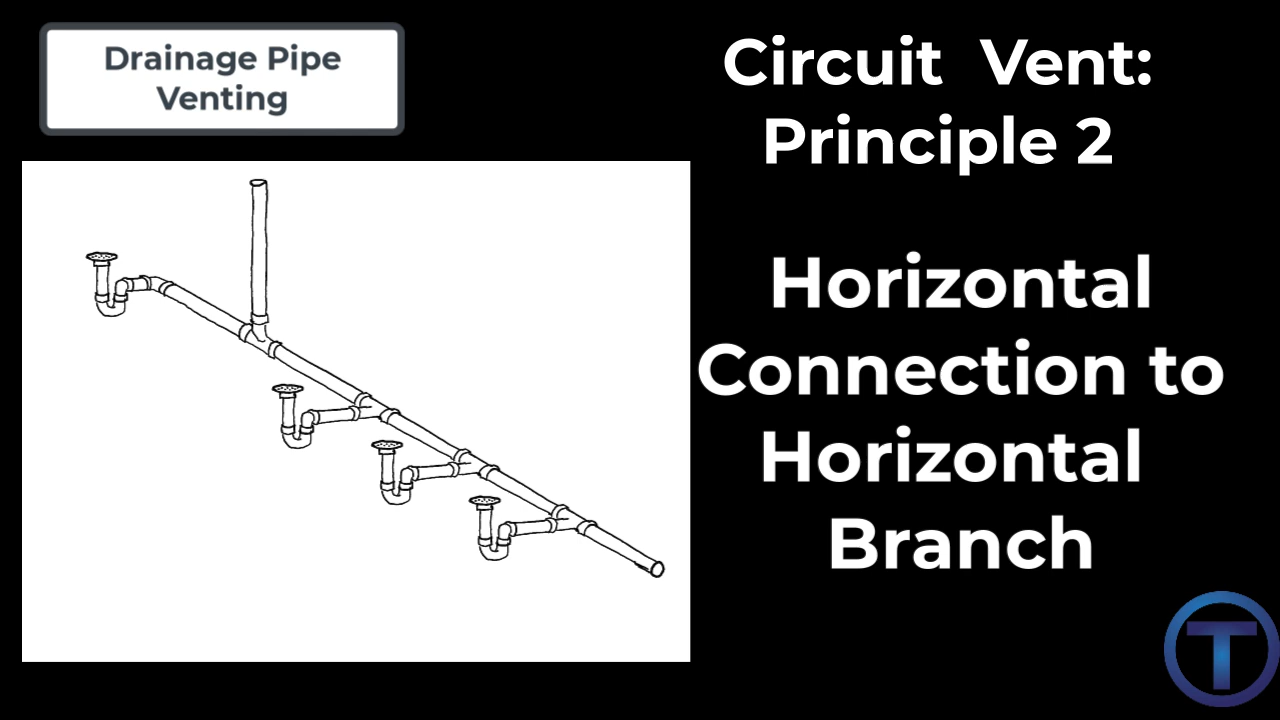 Drainage Pipe
Venting
Circuit Vent:
Principle 2
Horizontal
Connection to
Horizontal
Branch
T